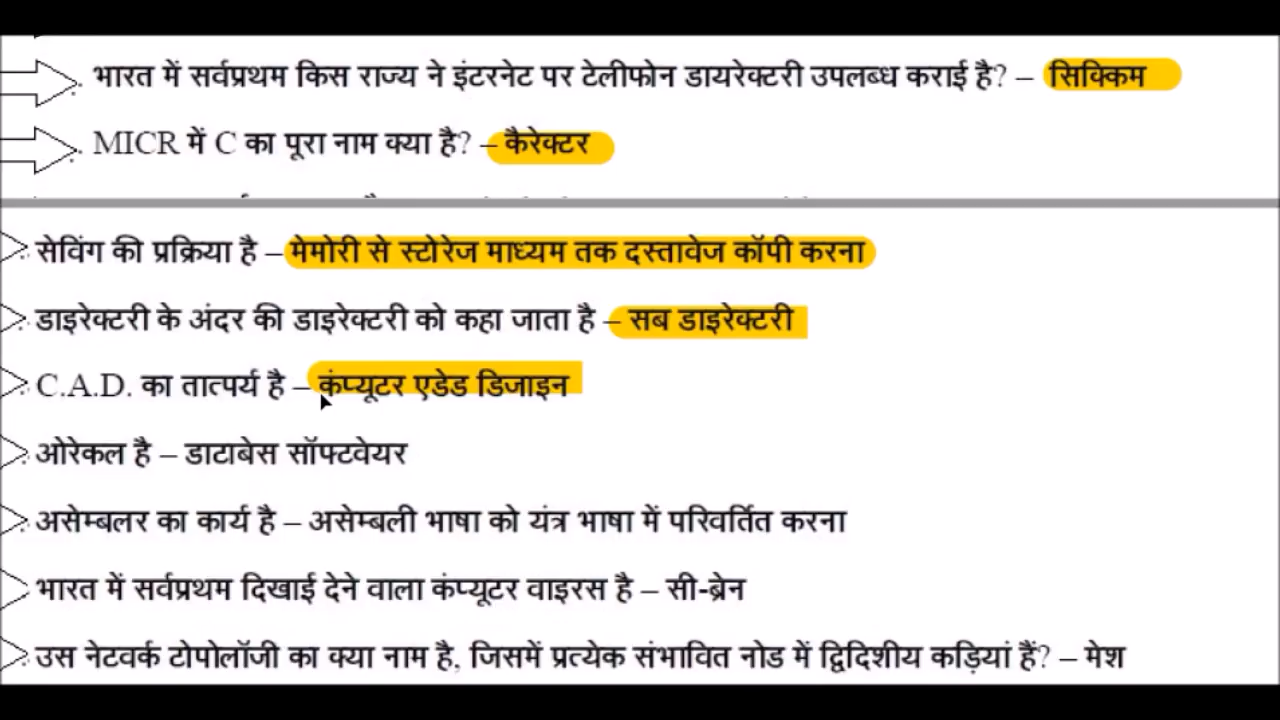 भारत में सर्वप्रथम किस राज्य ने इंटरनेट पर टेलीफोन डायरेक्टरी उपलब्ध कराई है? – सिक्किम
MICR में C का पूरा नाम क्या है? – कैरेक्टर
सेविंग की प्रक्रिया है – मेमोरी से स्टोरेज माध्यम तक दस्तावेज कॉपी करना
डाइरेक्टरी के अंदर की डाइरेक्टरी को कहा जाता है – सब डाइरेक्टरी
C.A.D. का तात्पर्य है – कंप्यूटर एडेड डिजाइन
ओरेकल है – डाटाबेस सॉफ्टवेयर
असेम्बलर का कार्य है – असेम्बली भाषा को यंत्र भाषा में परिवर्तित करना
भारत में सर्वप्रथम दिखाई देने वाला कंप्यूटर वाइरस है – सी-ब्रेन
उस नेटवर्क टोपोलॉजी का क्या नाम है, जिसमें प्रत्येक संभावित नोड में द्विदिशीय कड़ियां हैं? – मेश